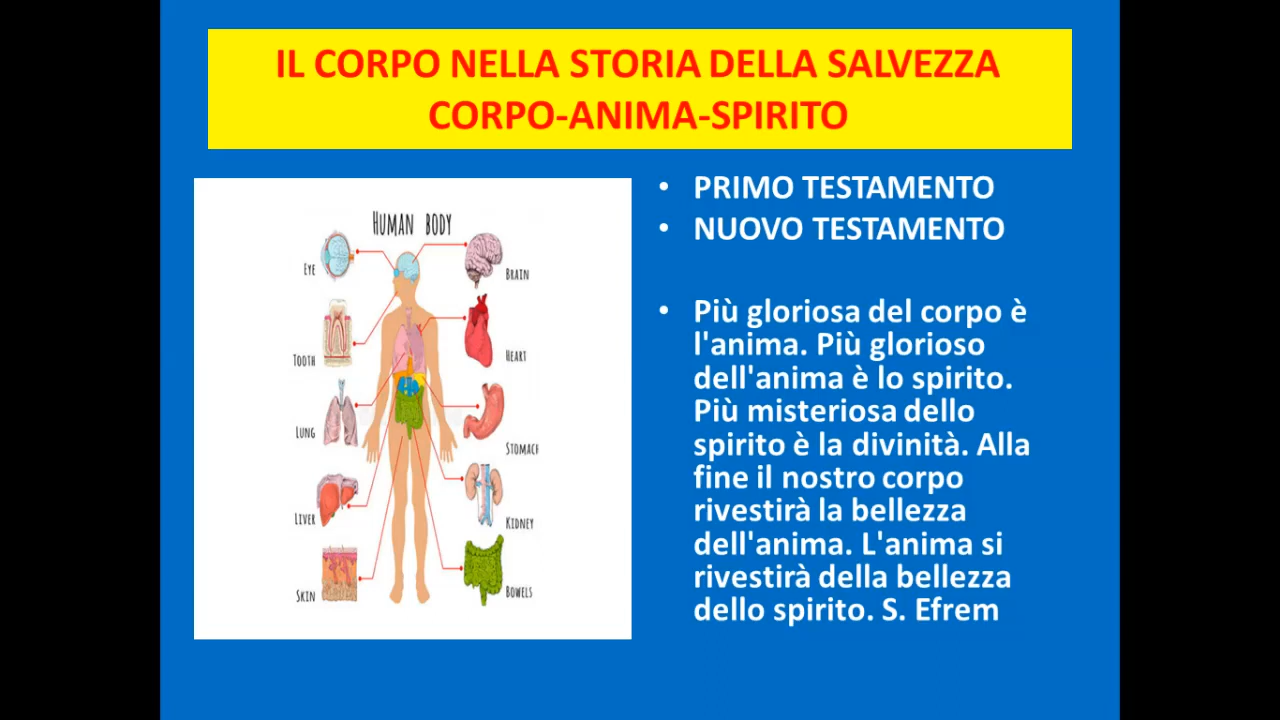 IL CORPO NELLA STORIA DELLA SALVEZZA
CORPO-ANIMA-SPIRITO
HUMAN BODY
EYE
BRAIN
TOOTH
HEART
LUNG
STOMACH
LIVER
KIDNEY
SKIN
BOWELS
• PRIMO TESTAMENTO
• NUOVO TESTAMENTO
• Più gloriosa del corpo è
l'anima. Più glorioso
dell'anima è lo spirito.
Più misteriosa dello
spirito è la divinità. Alla
fine il nostro corpo
rivestirà la bellezza
dell'anima. L'anima si
rivestirà della bellezza
dello spirito. S. Efrem